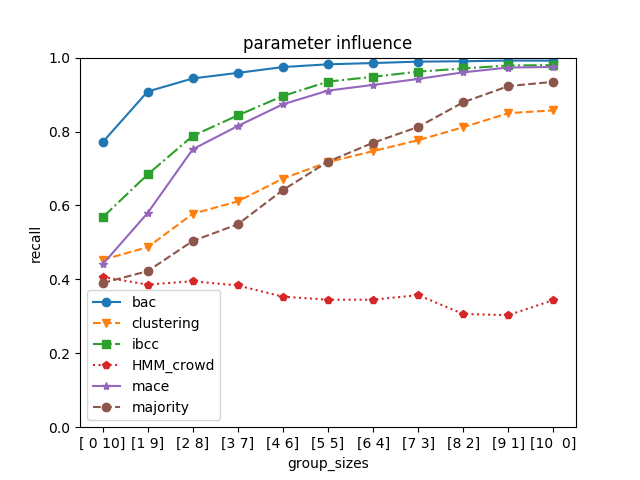 parameter influence
1.0
0.8
0.6
0.4
0.2
0.0
recall
bac
clustering
ibcc
HMM_crowd
mace
majority
[ 0 10] [1 9] [2 8] [3 7] [4 6] [5 5] [6 4] [7 3] [8 2] [9 1] [10  0]
group_sizes